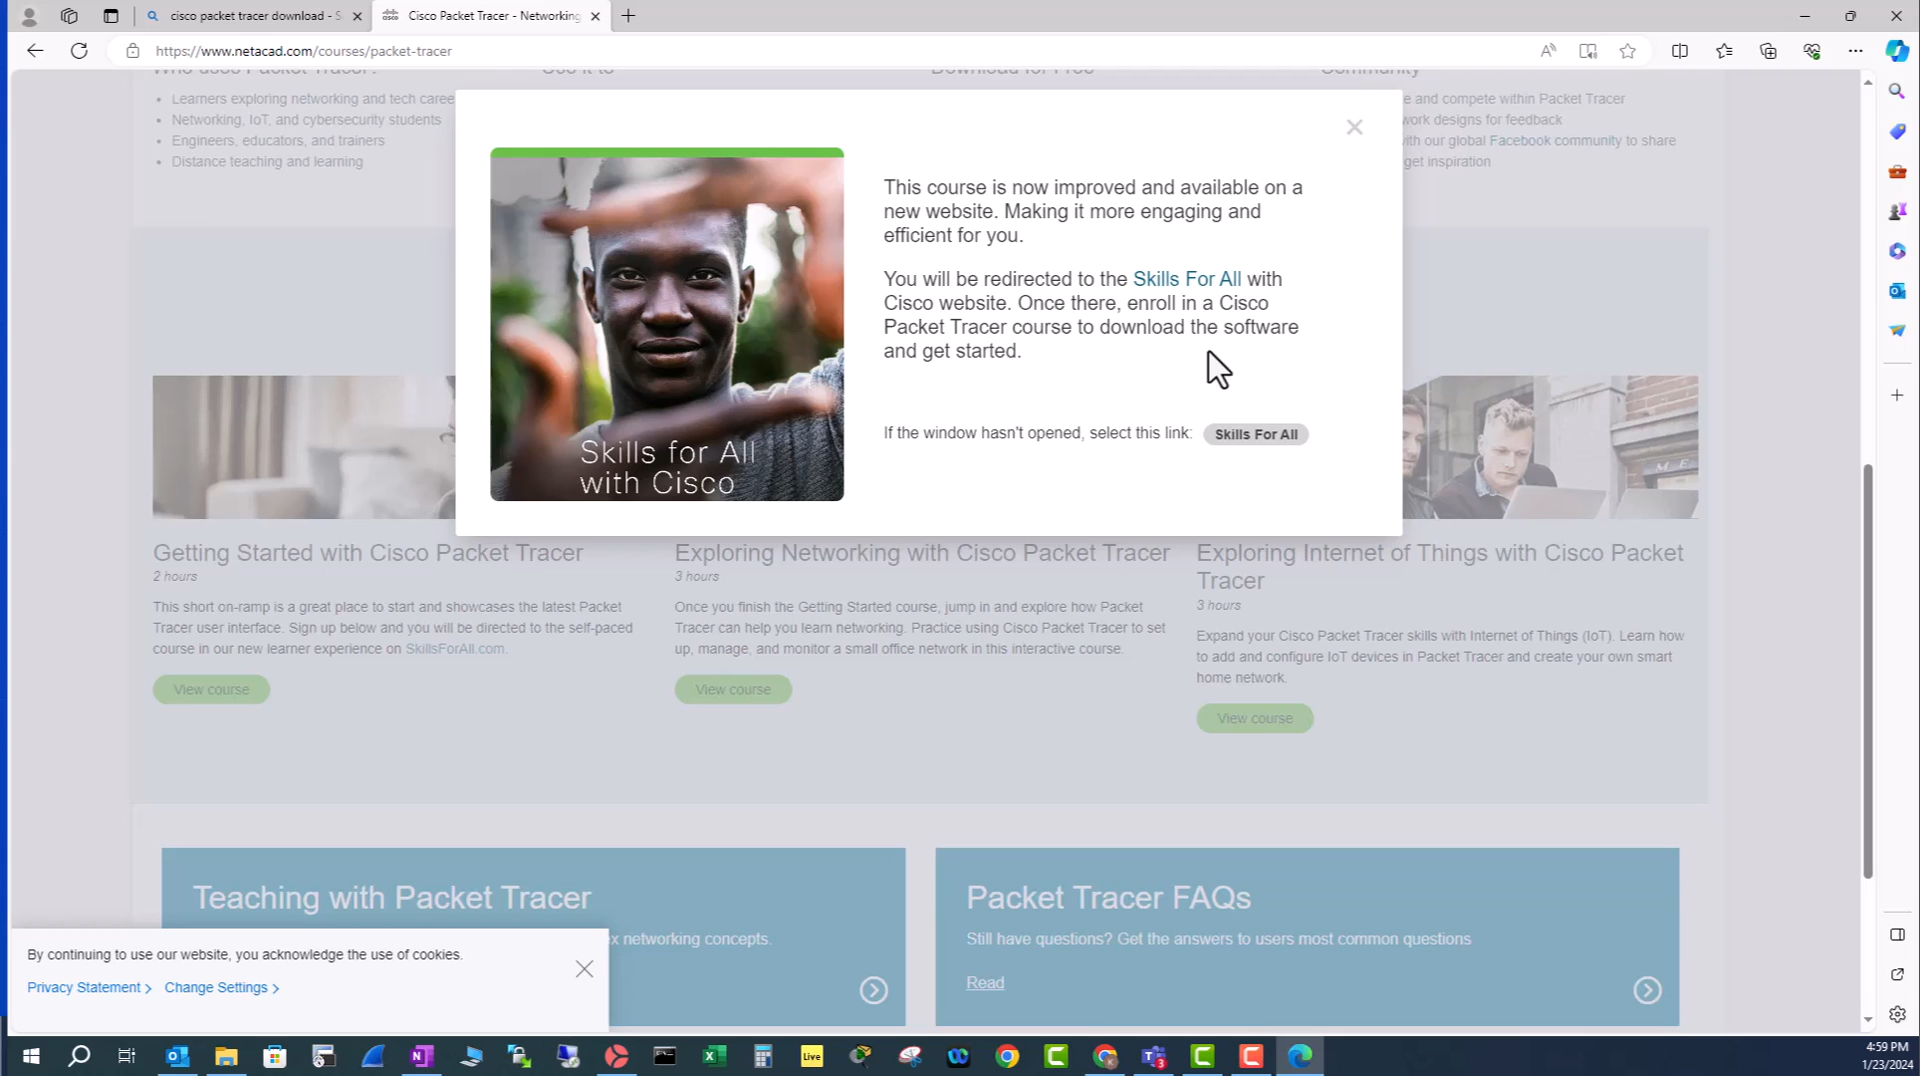 cisco packet tracer download - S
Cisco Packet Tracer - Networking
https://www.netacad.com/courses/packet-tracer
Who uses Packet Tracer?
Use it to
Download for Free
Community
Learners exploring networking and tech caree
Networking, IoT, and cybersecurity students
Engineers, educators, and trainers
Distance teaching and learning
e and compete within Packet Tracer
work designs for feedback
with our global Facebook community to share
get inspiration
This course is now improved and available on a
new website. Making it more engaging and
efficient for you.
You will be redirected to the Skills For All with
Cisco website. Once there, enroll in a Cisco
Packet Tracer course to download the software
and get started.
If the window hasn't opened, select this link: Skills For All
Skills for All
with Cisco
Getting Started with Cisco Packet Tracer
2 hours
This short on-ramp is a great place to start and showcases the latest Packet
Tracer user interface. Sign up below and you will be directed to the self-paced
course in our new learner experience on SkillsForAll.com.
View course
Exploring Networking with Cisco Packet Tracer
3 hours
Once you finish the Getting Started course, jump in and explore how Packet
Tracer can help you learn networking. Practice using Cisco Packet Tracer to set
up, manage, and monitor a small office network in this interactive course.
View course
Exploring Internet of Things with Cisco Packet
Tracer
3 hours
Expand your Cisco Packet Tracer skills with Internet of Things (IoT). Learn how
to add and configure IoT devices in Packet Tracer and create your own smart
home network.
View course
Teaching with Packet Tracer
ex networking concepts.
Packet Tracer FAQs
Still have questions? Get the answers to users most common questions
Read
By continuing to use our website, you acknowledge the use of cookies.
Privacy Statement > Change Settings >
Live
4:59 PM
1/23/2024